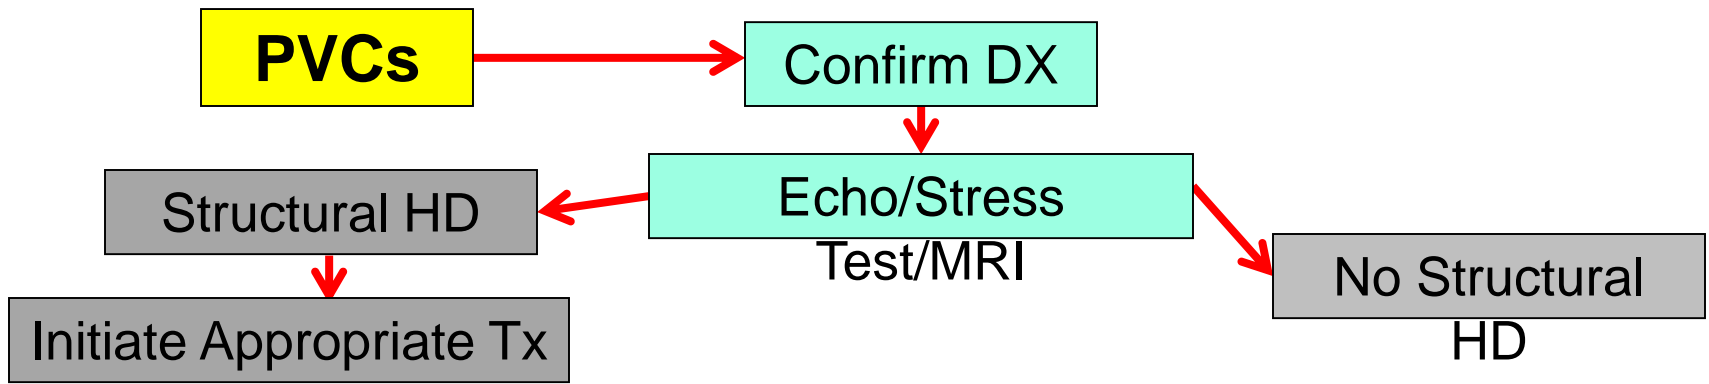 PVCs
Confirm DX
Echo/Stress
Test/MRI
Structural HD
Initiate Appropriate Tx
No Structural
HD